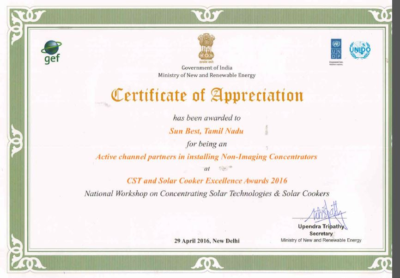 gef
UNDP
UNIDO
Government of India
Ministry of New and Renewable Energy
Certificate of Appreciation
has been awarded to
Sun Best, Tamil Nadu
for being an
Active channel partners in installing Non-Imaging Concentrators
at
CST and Solar Cooker Excellence Awards 2016
National Workshop on Concentrating Solar Technologies & Solar Cookers
Upendra Tripathy
Secretary
Ministry of New and Renewable Energy
29 April 2016, New Delhi